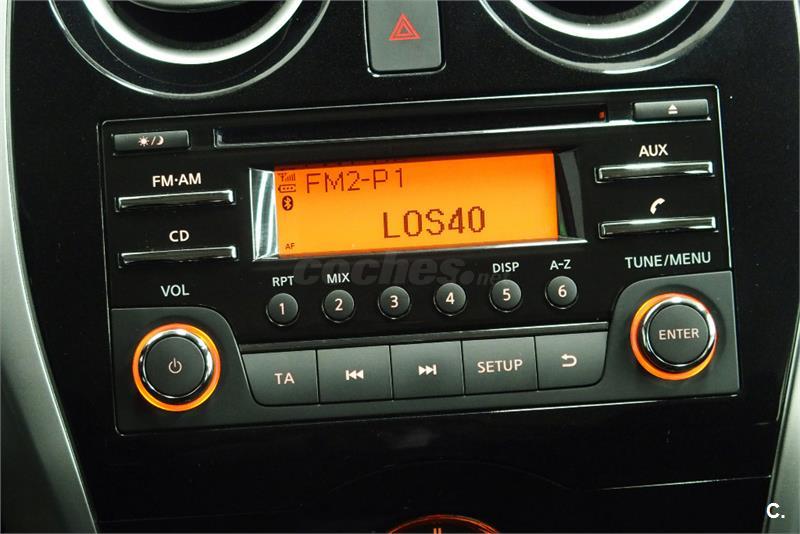 FM2-P1
FM·AM
AUX
LOS40
CD
AF
TUNE/MENU
VOL
RPT MIX DISP A-Z
1 2 3 4 5 6
coches.net
ENTER
TA SETUP
C.